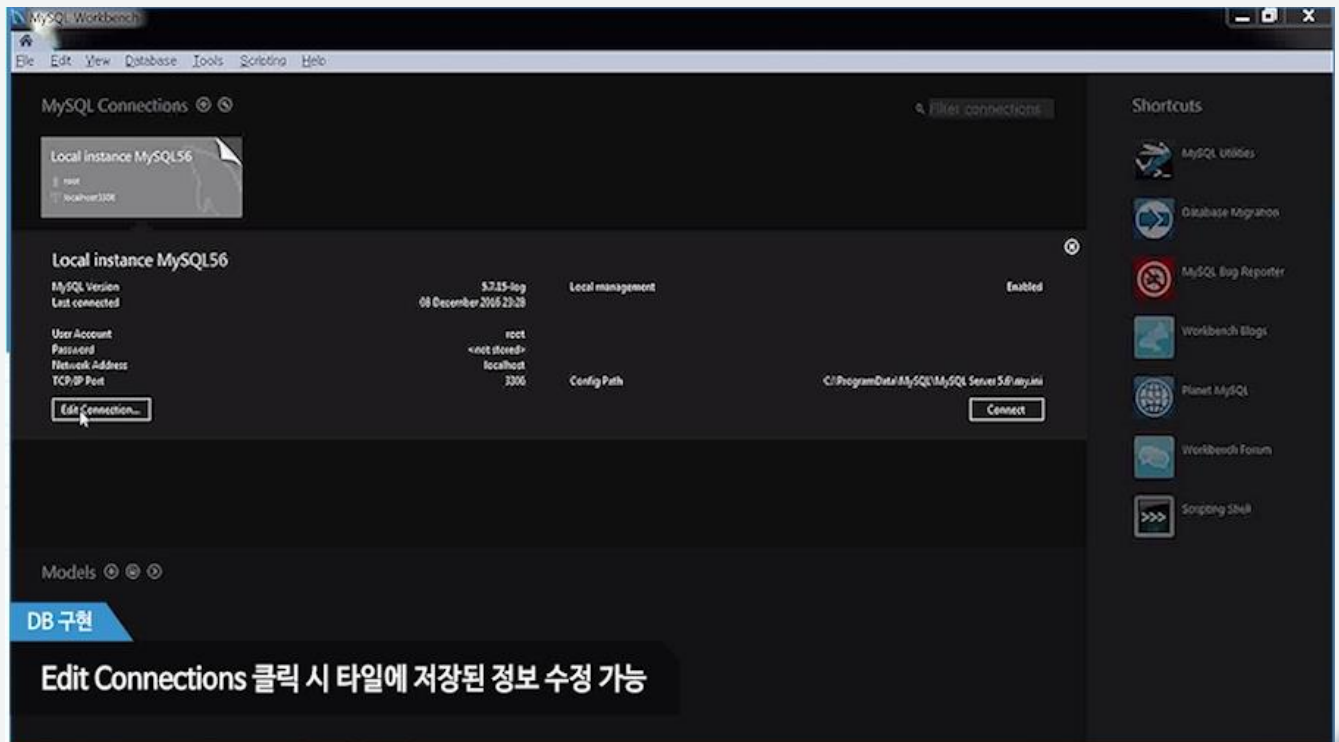 MySQL Workbench
File Edit View Database Tools Scripting Help
MySQL Connections
Filter connections
Shortcuts
Local instance MySQL56
root
localhost:3306
MySQL Utilities
Database Migration
MySQL Bug Reporter
Workbench Blogs
Planet MySQL
Workbench Forum
Scripting Shell
Local instance MySQL56
MySQL Version 5.7.15-log Local management Enabled
Last connected 08 December 2016 23:28
User Account root
Password <not stored>
Network Address localhost
TCP/IP Port 3306 Config Path C:\ProgramData\MySQL\MySQL Server 5.6\my.ini
Edit Connection... Connect
Models
DB 구현
Edit Connections 클릭 시 타일에 저장된 정보 수정 가능